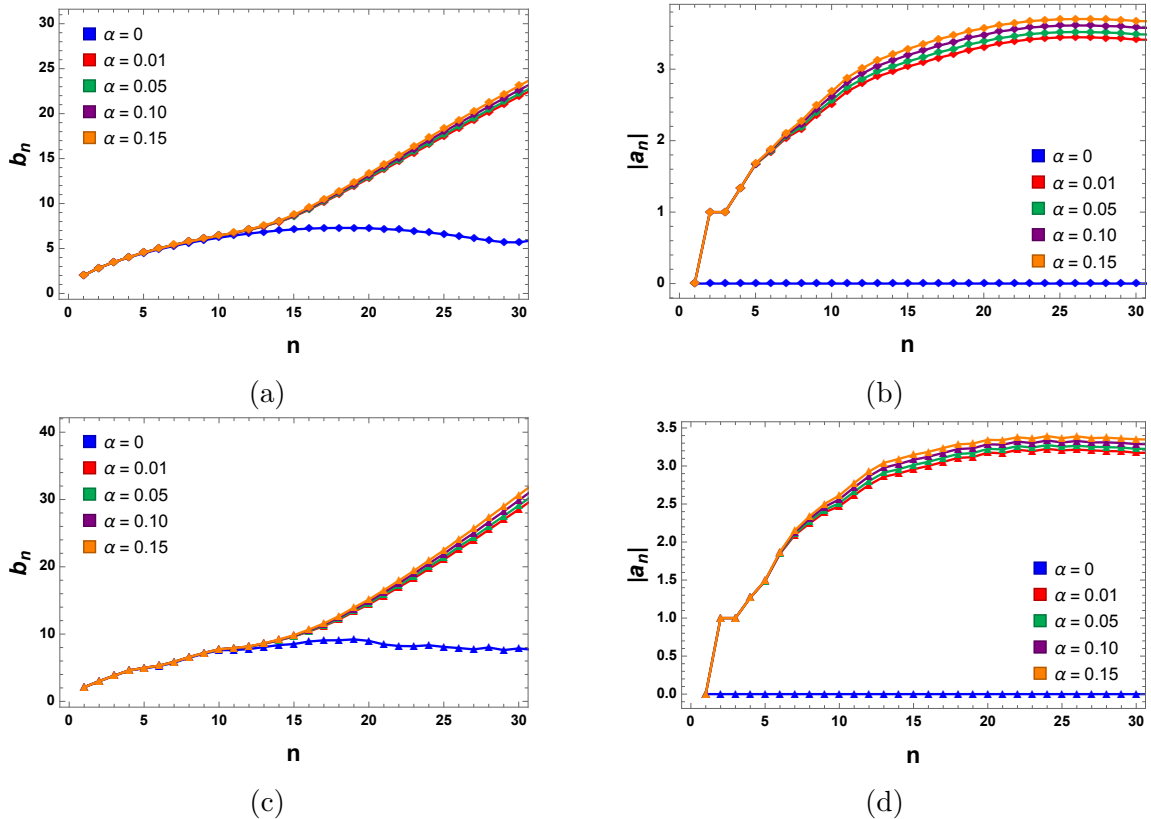 30
25
20
15
10
5
0
b_n
α = 0
α = 0.01
α = 0.05
α = 0.10
α = 0.15
0 5 10 15 20 25 30
n
(a)
3
2
1
0
|a_n|
α = 0
α = 0.01
α = 0.05
α = 0.10
α = 0.15
0 5 10 15 20 25 30
n
(b)
40
30
20
10
0
b_n
α = 0
α = 0.01
α = 0.05
α = 0.10
α = 0.15
0 5 10 15 20 25 30
n
(c)
3.5
3.0
2.5
2.0
1.5
1.0
0.5
0.0
|a_n|
α = 0
α = 0.01
α = 0.05
α = 0.10
α = 0.15
0 5 10 15 20 25 30
n
(d)